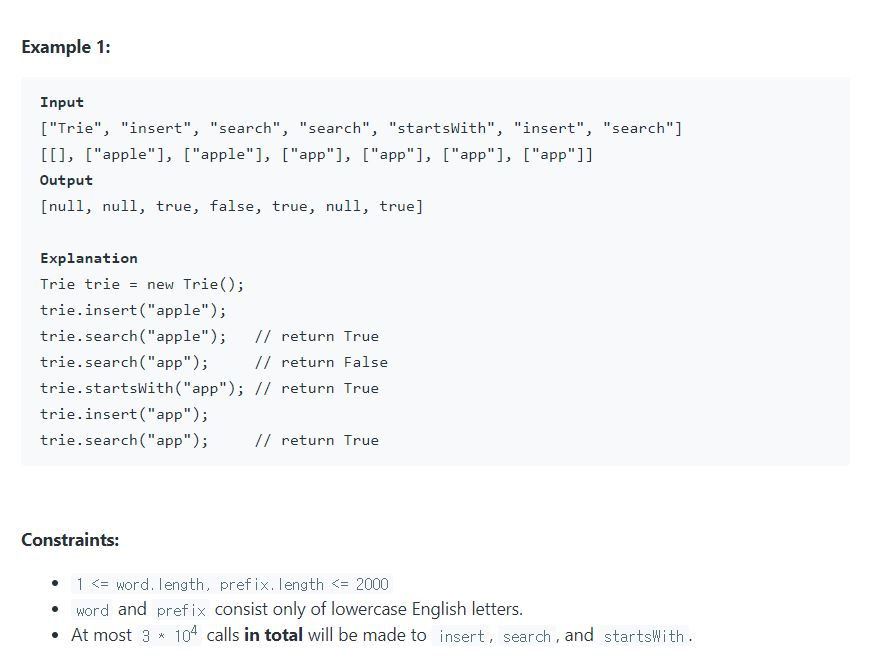 Example 1:
Input
["Trie", "insert", "search", "search", "startsWith", "insert", "search"]
[[], ["apple"], ["apple"], ["app"], ["app"], ["app"], ["app"]]
Output
[null, null, true, false, true, null, true]
Explanation
Trie trie = new Trie();
trie.insert("apple");
trie.search("apple");   // return True
trie.search("app");     // return False
trie.startsWith("app"); // return True
trie.insert("app");
trie.search("app");     // return True
Constraints:
• 1 <= word.length, prefix.length <= 2000
• word and prefix consist only of lowercase English letters.
• At most 3 * 10⁴ calls in total will be made to insert, search, and startsWith.